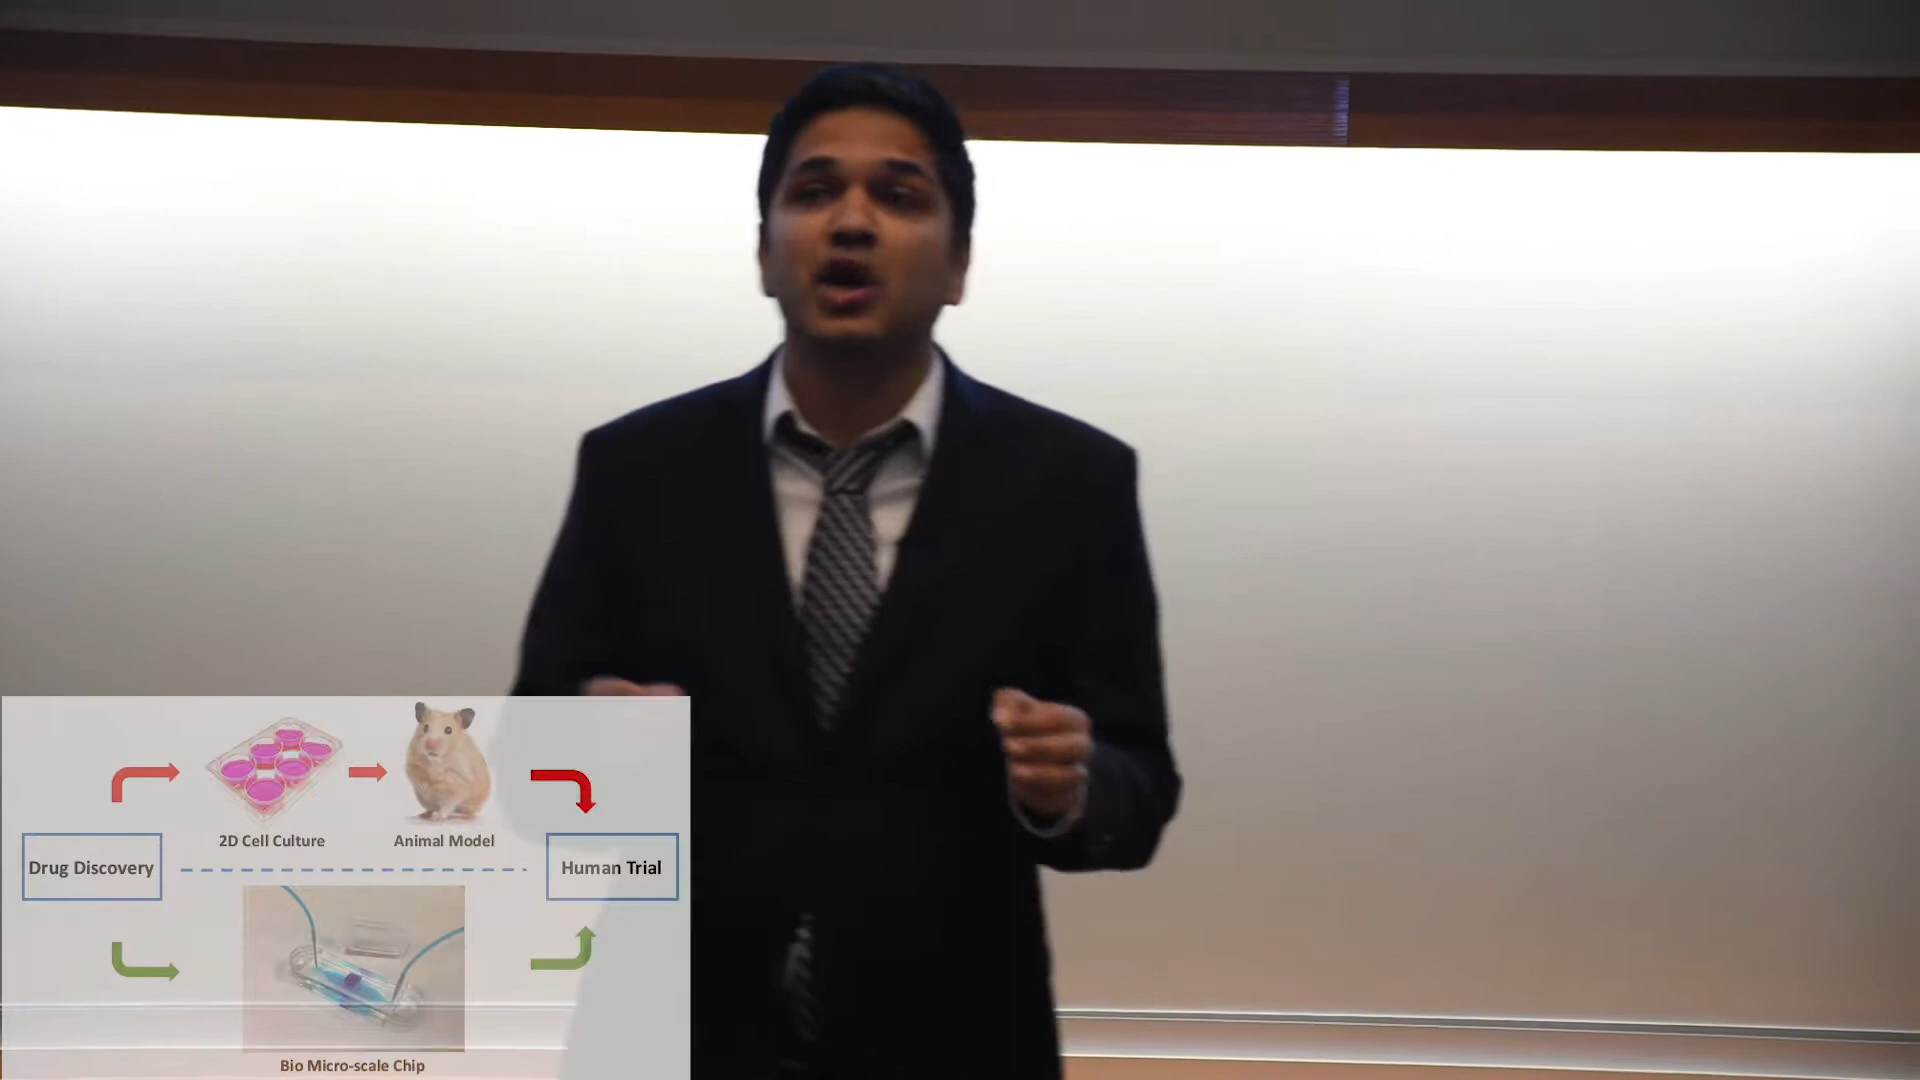 2D Cell Culture
Animal Model
Drug Discovery
Human Trial
Bio Micro-scale Chip